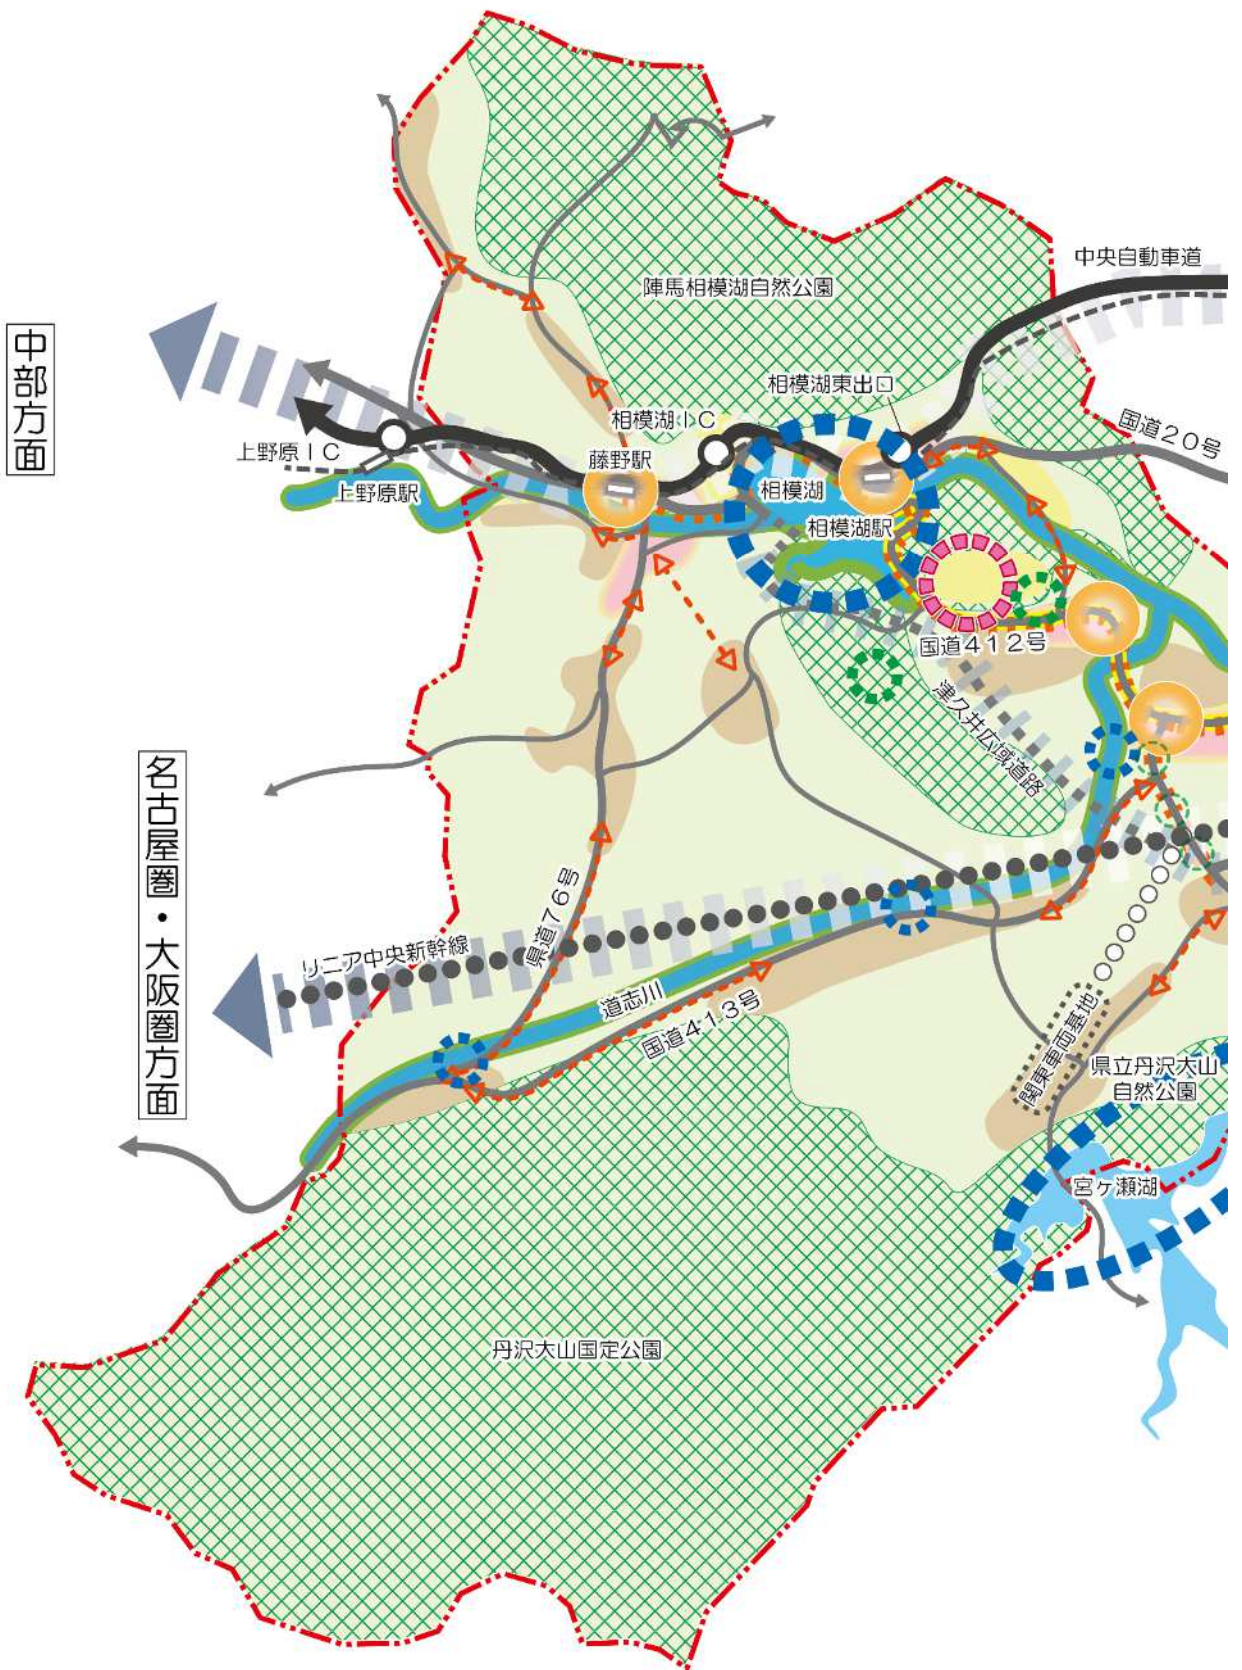 中央自動車道
陣馬相模湖自然公園
中部方面
相模湖東出口
相模湖IC
国道20号
上野原IC
藤野駅
上野原駅
相模湖
相模湖駅
国道412号
津久井広域道路
名古屋圏・大阪圏方面
県道76号
リニア中央新幹線
道志川
国道413号
関東車両基地
県立丹沢大山
自然公園
宮ヶ瀬湖
丹沢大山国定公園